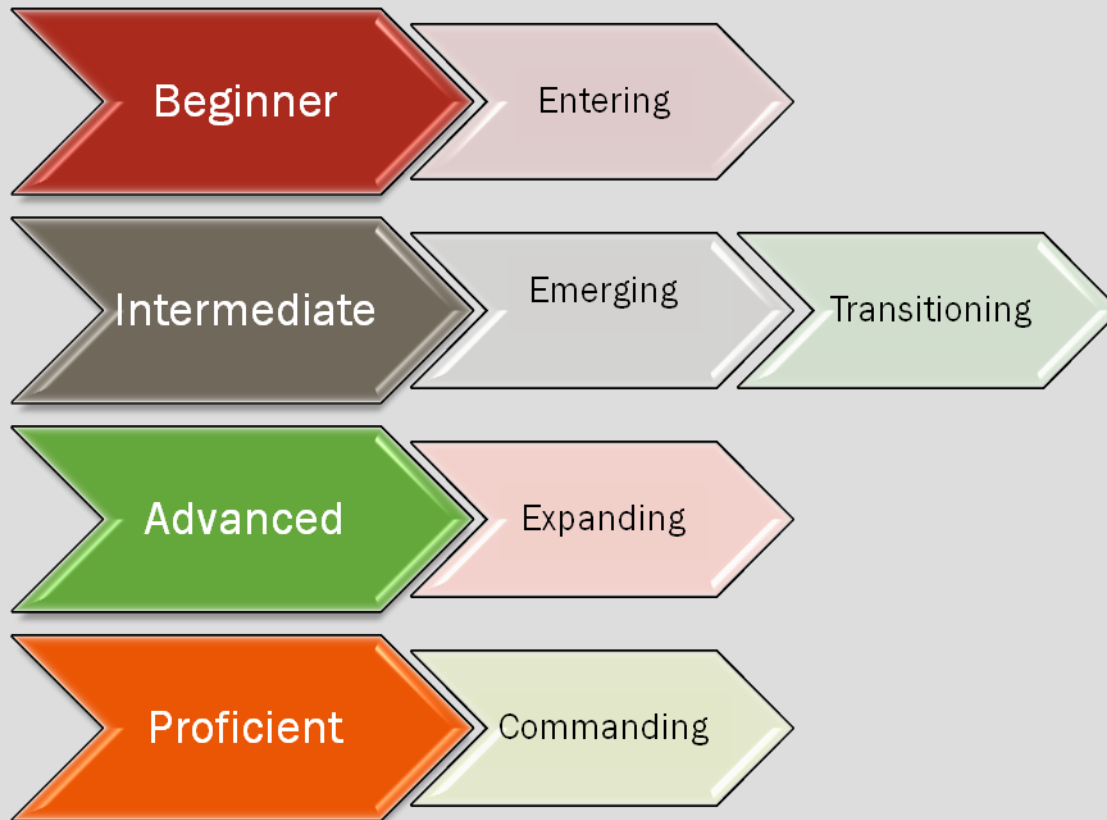 Beginner
Entering
Intermediate
Emerging
Transitioning
Advanced
Expanding
Proficient
Commanding